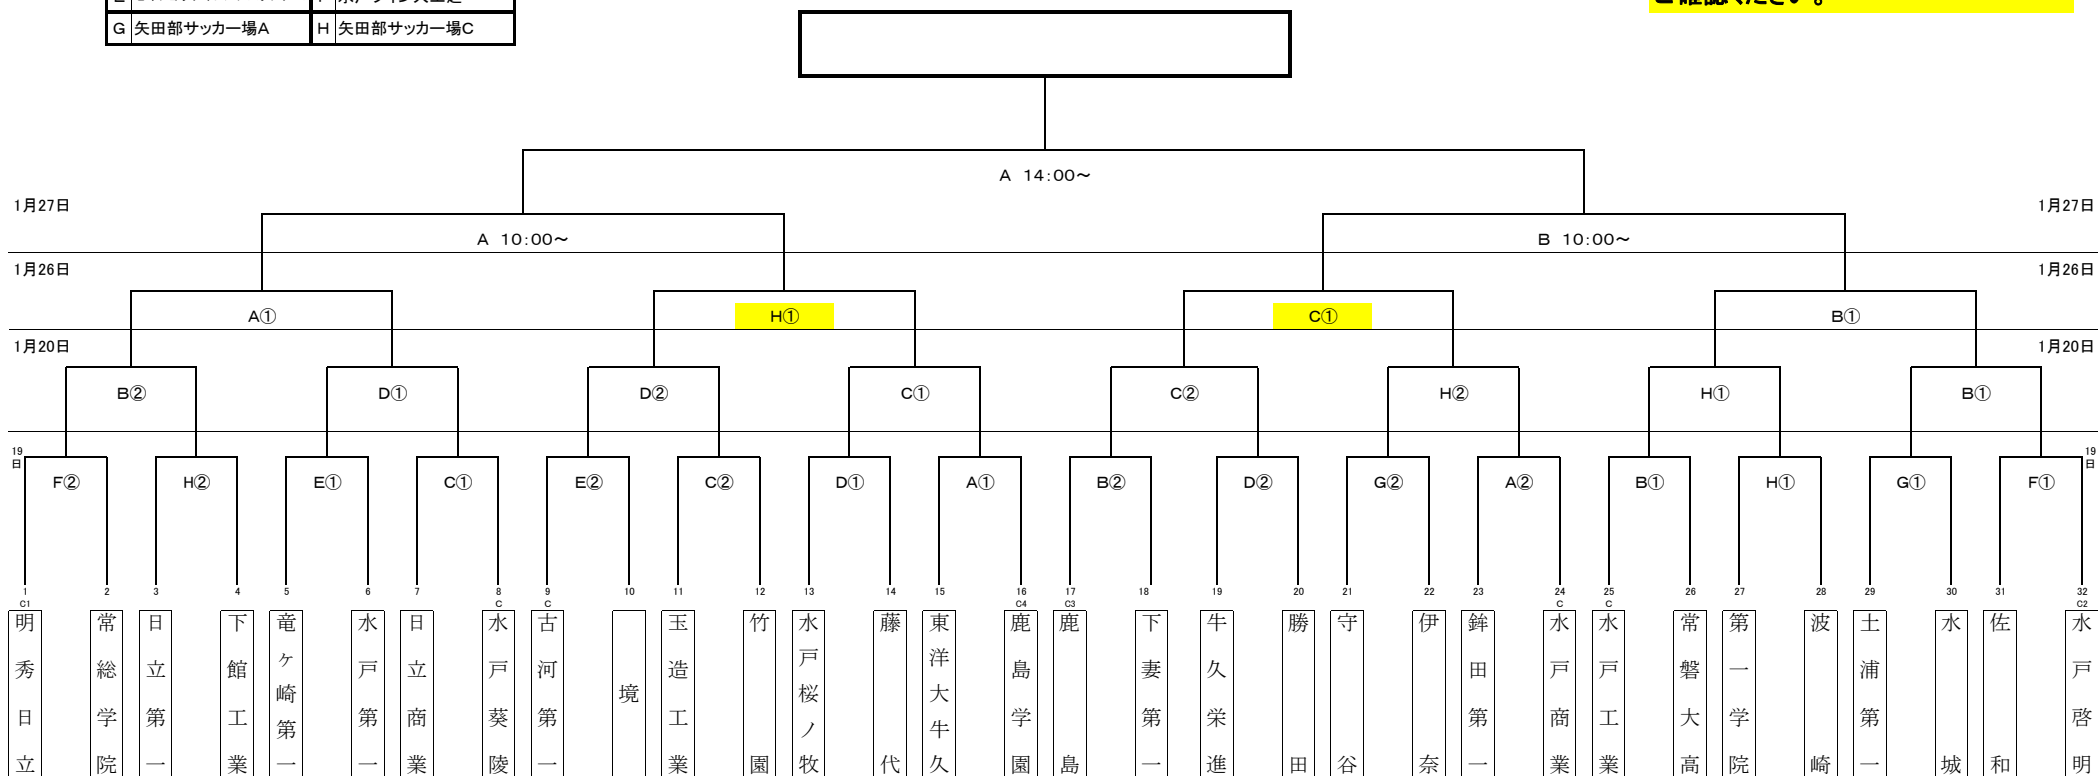 G 矢田部サッカー場A H 矢田部サッカー場C
ご確認ください。
A 14:00～
1月27日 1月27日
A 10:00～ B 10:00～
1月26日 1月26日
A① H① C① B①
1月20日 1月20日
B② D① D② C① C② H② H① B①
19日 19日
F② H② E① C① E② C② D① A① B② D② G② A② B① H① G① F①
1 2 3 4 5 6 7 8 9 10 11 12 13 14 15 16 17 18 19 20 21 22 23 24 25 26 27 28 29 30 31 32
C1 C C C4 C3 C C C2
明秀日立
常総学院
日立第一
下館工業
竜ヶ崎第一
水戸第一
日立商業
水戸葵陵
古河第一
境
玉造工業
竹園
水戸桜ノ牧
藤代
東洋大牛久
鹿島学園
鹿島
下妻第一
牛久栄進
勝田
守谷
伊奈
鉾田第一
水戸商業
水戸工業
常磐大高
第一学院
波崎
土浦第一
水城
佐和
水戸啓明